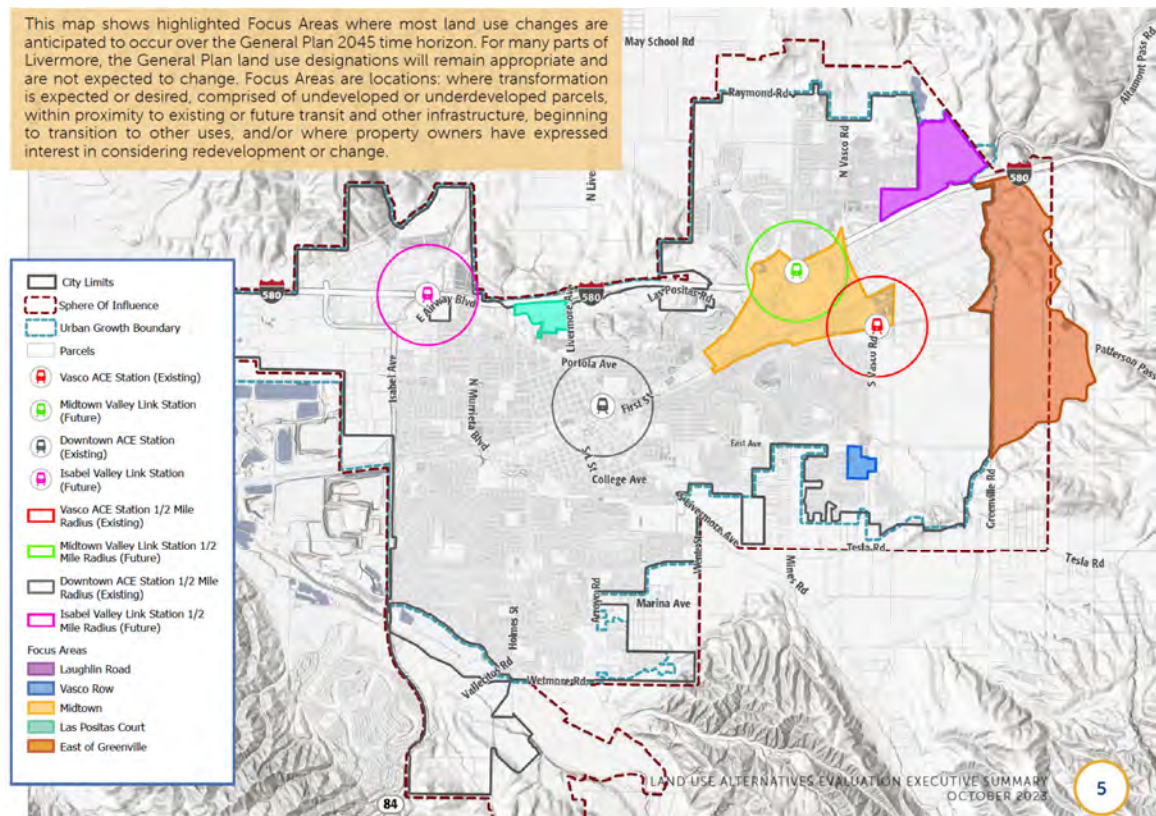 This map shows highlighted Focus Areas where most land use changes are
anticipated to occur over the General Plan 2045 time horizon. For many parts of
Livermore, the General Plan land use designations will remain appropriate and
are not expected to change. Focus Areas are locations: where transformation
is expected or desired, comprised of undeveloped or underdeveloped parcels,
within proximity to existing or future transit and other infrastructure, beginning
to transition to other uses, and/or where property owners have expressed
interest in considering redevelopment or change.
May School Rd
Altamont Pass Rd
Raymond Rd
N Vasco Rd
N Liv
580
580
580
E Airway Blvd
Las Positas Rd
Livermore Ave
Isabel Ave
N Murrieta Blvd
Portola Ave
First St
S L St
College Ave
East Ave
S Vasco Rd
Patterson Pass
Greenville Rd
S Livermore Ave
Wente St
Tesla Rd
Tesla Rd
Mines Rd
Arroyo Rd
Marina Ave
Holmes St
Vallecitos Rd
Wetmore Rd
84
City Limits
Sphere Of Influence
Urban Growth Boundary
Parcels
Vasco ACE Station (Existing)
Midtown Valley Link Station
(Future)
Downtown ACE Station
(Existing)
Isabel Valley Link Station
(Future)
Vasco ACE Station 1/2 Mile
Radius (Existing)
Midtown Valley Link Station 1/2
Mile Radius (Future)
Downtown ACE Station 1/2 Mile
Radius (Existing)
Isabel Valley Link Station 1/2
Mile Radius (Future)
Focus Areas
Laughlin Road
Vasco Row
Midtown
Las Positas Court
East of Greenville
LAND USE ALTERNATIVES EVALUATION EXECUTIVE SUMMARY
OCTOBER 2023
5